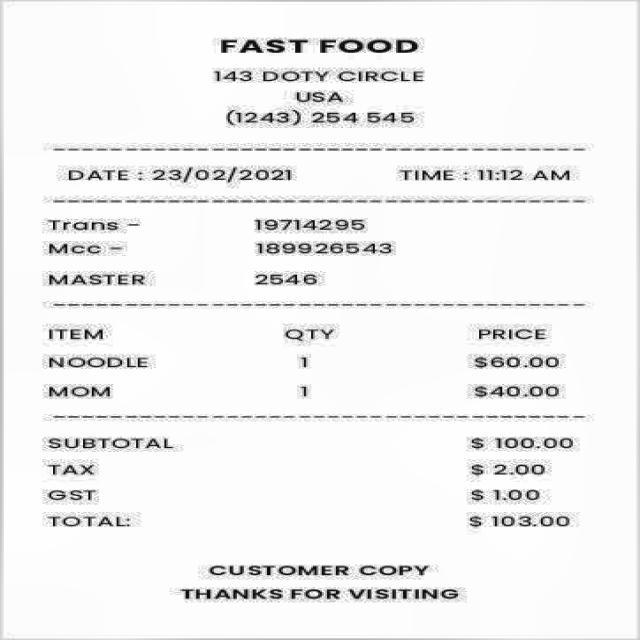 FAST FOOD
143 DOTY CIRCLE
USA
(1243) 254 545
DATE : 23/02/2021 TIME : 11:12 AM
Trans - 19714295
Mcc - 189926543
MASTER 2546
ITEM QTY PRICE
NOODLE 1 $60.00
MOM 1 $40.00
SUBTOTAL $ 100.00
TAX $ 2.00
GST $ 1.00
TOTAL: $ 103.00
CUSTOMER COPY
THANKS FOR VISITING